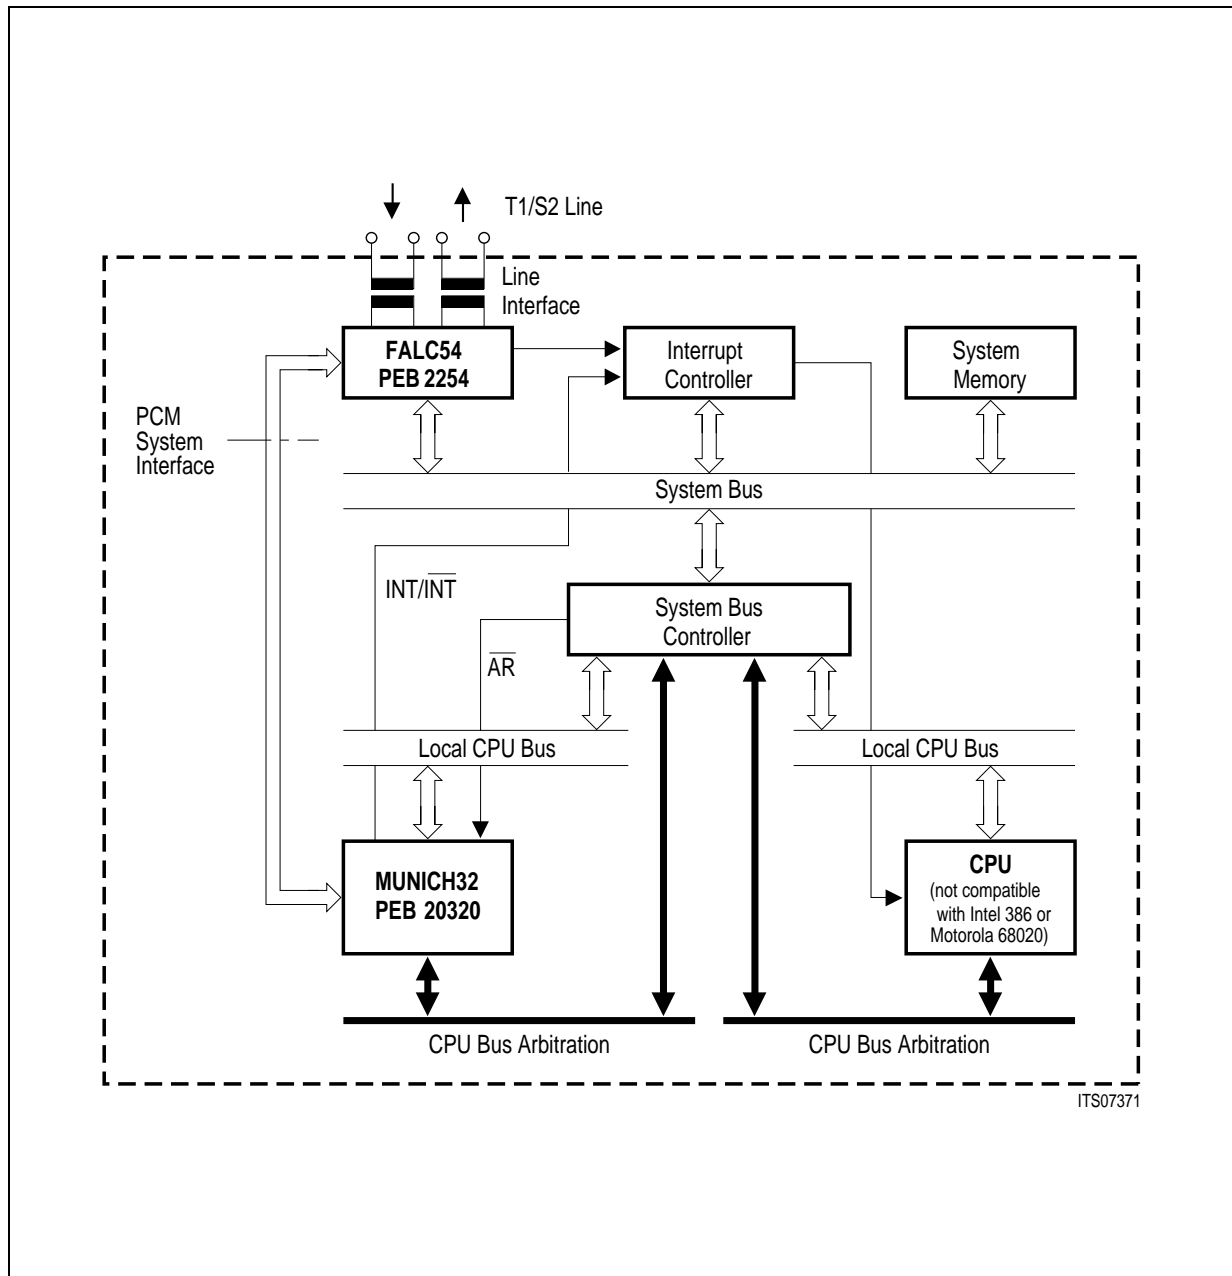 T1/S2 Line
Line
Interface
FALC54
PEB 2254
Interrupt
Controller
System
Memory
PCM
System
Interface
System Bus
INT/I̅N̅T̅
System Bus
Controller
A̅R̅
Local CPU Bus
Local CPU Bus
MUNICH32
PEB 20320
CPU
(not compatible
with Intel 386 or
Motorola 68020)
CPU Bus Arbitration
CPU Bus Arbitration
ITS07371